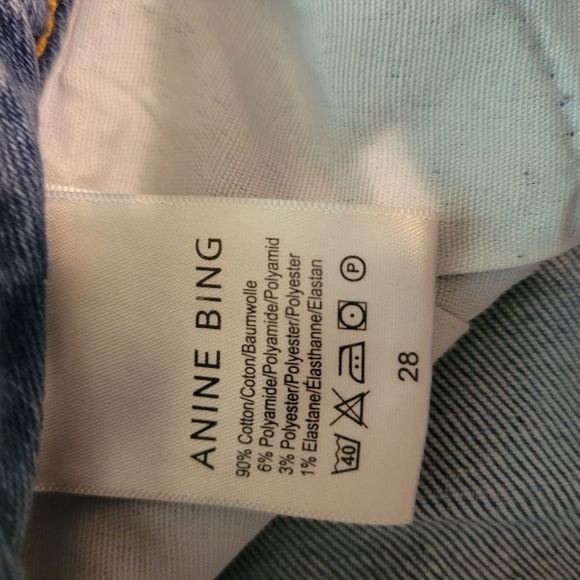 ANINE BING
90% Cotton/Coton/Baumwolle
6% Polyamide/Polyamide/Polyamid
3% Polyester/Polyester/Polyester
1% Elastane/Élasthanne/Elastan
40 P
28